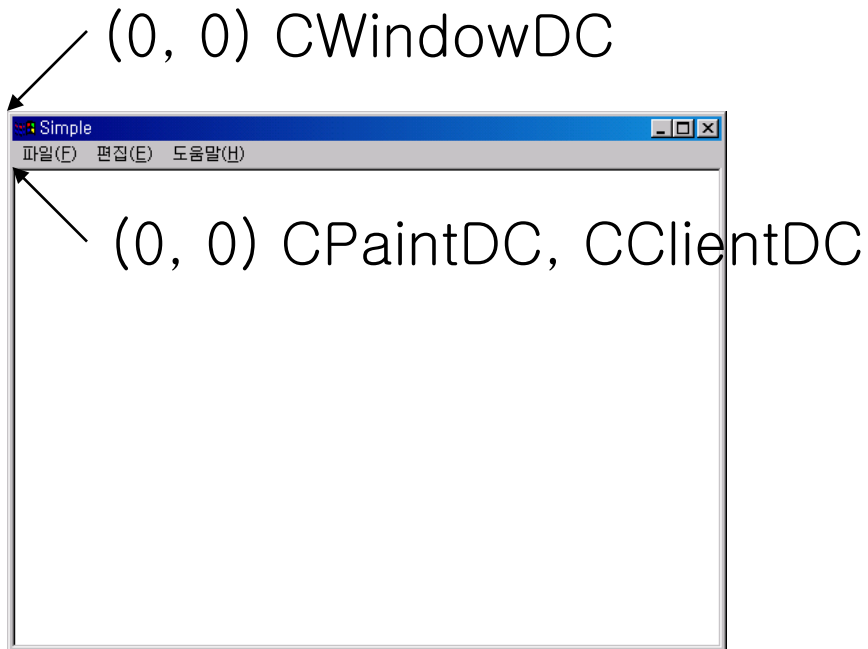 (0, 0) CWindowDC
Simple
파일(F) 편집(E) 도움말(H)
(0, 0) CPaintDC, CClientDC